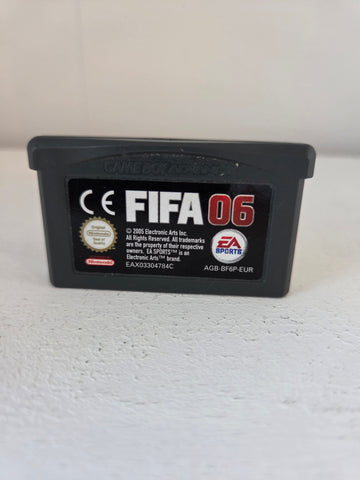 GAME BOY ADVANCE
CE FIFA 06
Original
Nintendo
Seal of
Quality
© 2005 Electronic Arts Inc.
All Rights Reserved. All trademarks
are the property of their respective
owners. EA SPORTS™ is an
Electronic Arts™ brand.
EA
SPORTS
Nintendo
EAX03304784C
AGB-BF6P-EUR